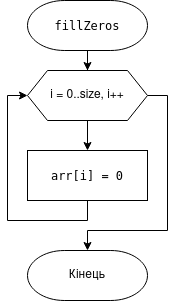 fillZeros
i = 0..size, i++
arr[i] = 0
Кінець